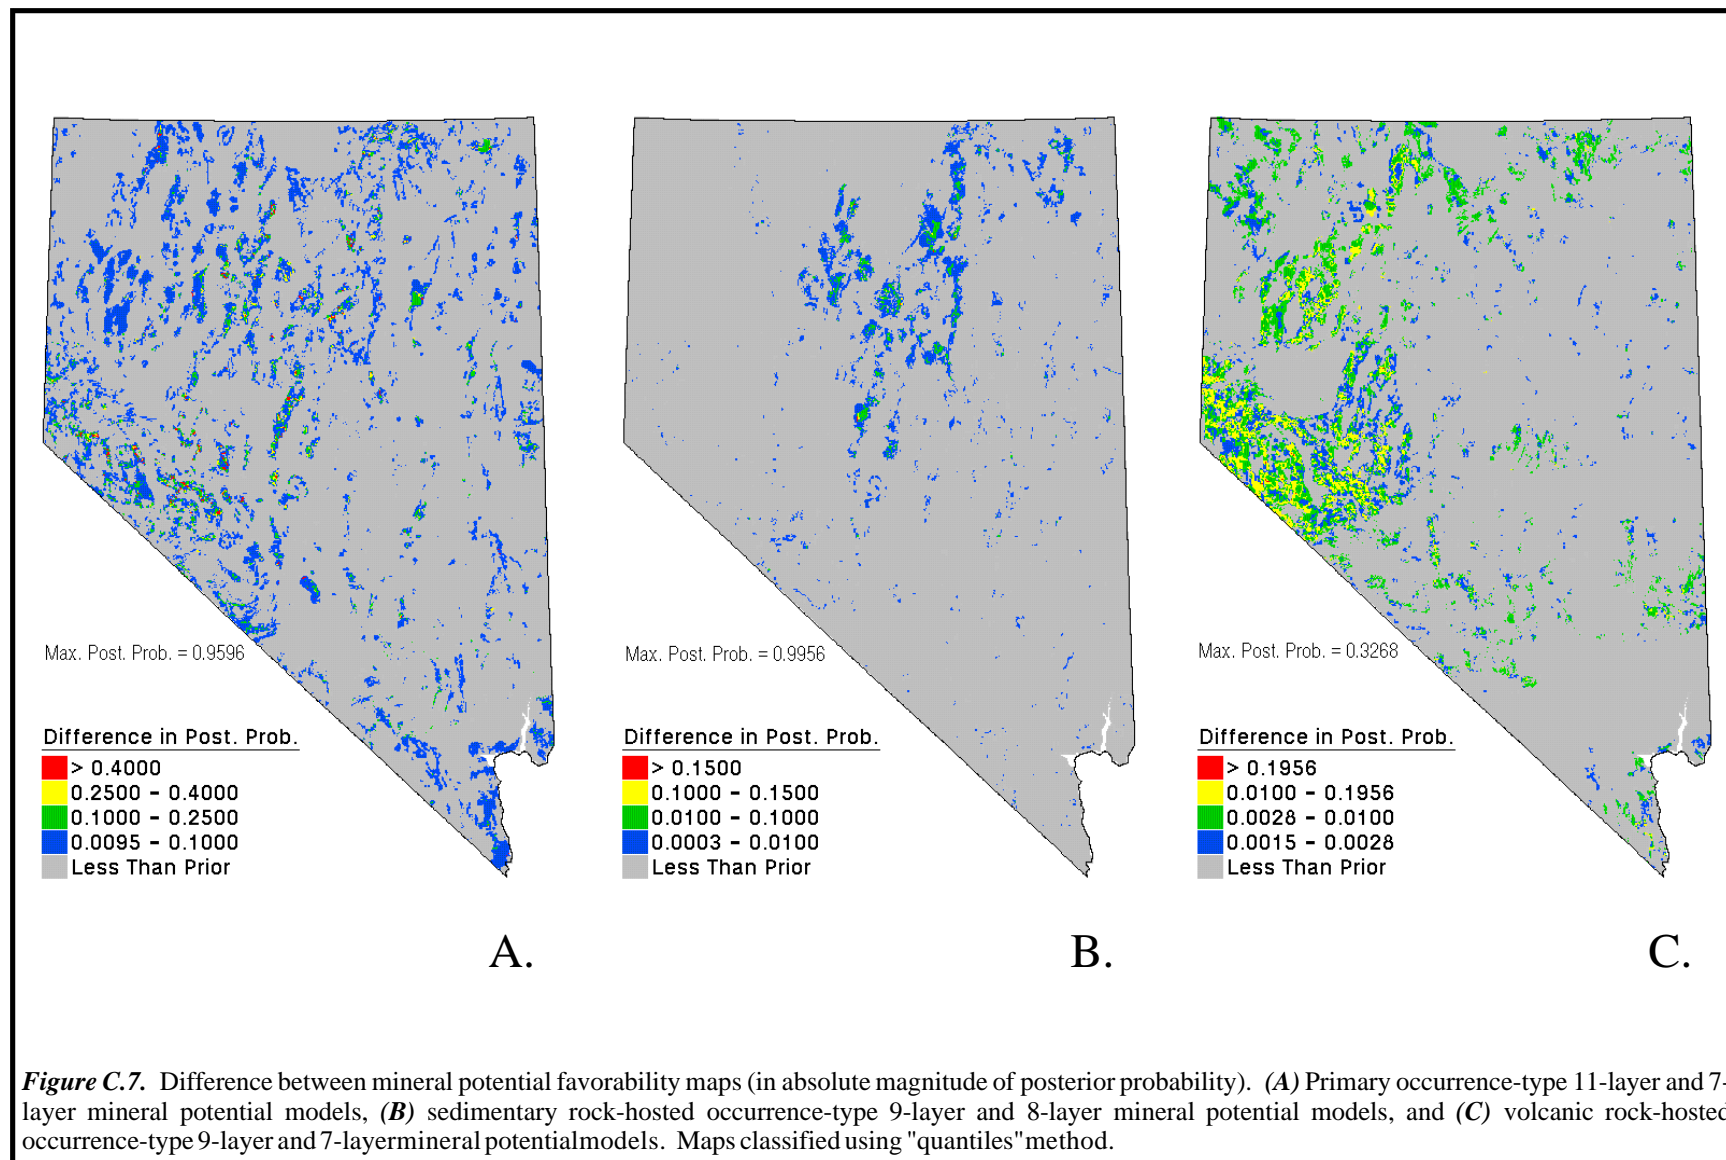 Max. Post. Prob. = 0.9596
Difference in Post. Prob.
> 0.4000
0.2500 - 0.4000
0.1000 - 0.2500
0.0095 - 0.1000
Less Than Prior
A.
Max. Post. Prob. = 0.9956
Difference in Post. Prob.
> 0.1500
0.1000 - 0.1500
0.0100 - 0.1000
0.0003 - 0.0100
Less Than Prior
B.
Max. Post. Prob. = 0.3268
Difference in Post. Prob.
> 0.1956
0.0100 - 0.1956
0.0028 - 0.0100
0.0015 - 0.0028
Less Than Prior
C.
Figure C.7. Difference between mineral potential favorability maps (in absolute magnitude of posterior probability). (A) Primary occurrence-type 11-layer and 7-
layer mineral potential models, (B) sedimentary rock-hosted occurrence-type 9-layer and 8-layer mineral potential models, and (C) volcanic rock-hosted
occurrence-type 9-layer and 7-layermineral potentialmodels. Maps classified using "quantiles" method.